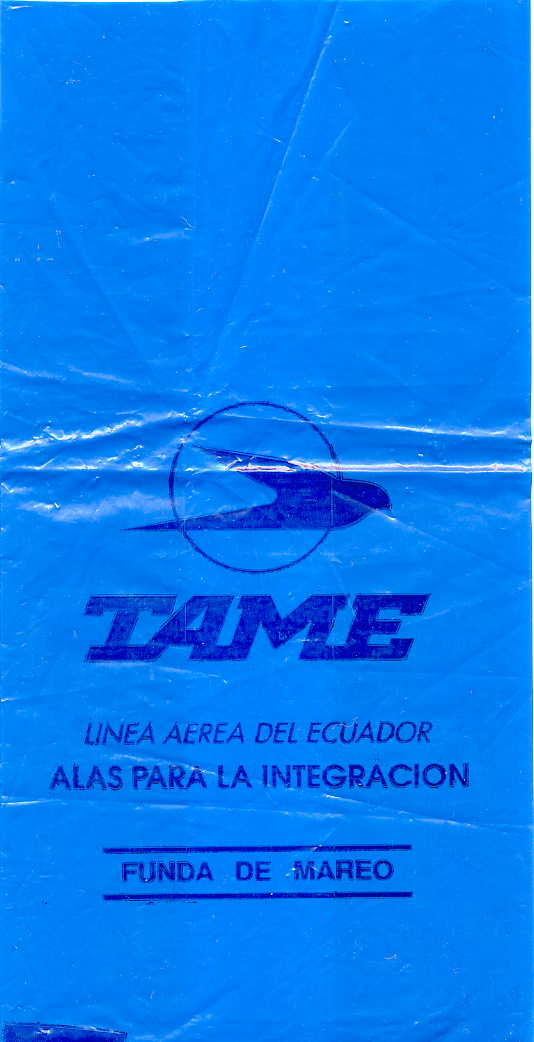 TAME
LINEA AEREA DEL ECUADOR
ALAS PARA LA INTEGRACION
FUNDA DE MAREO